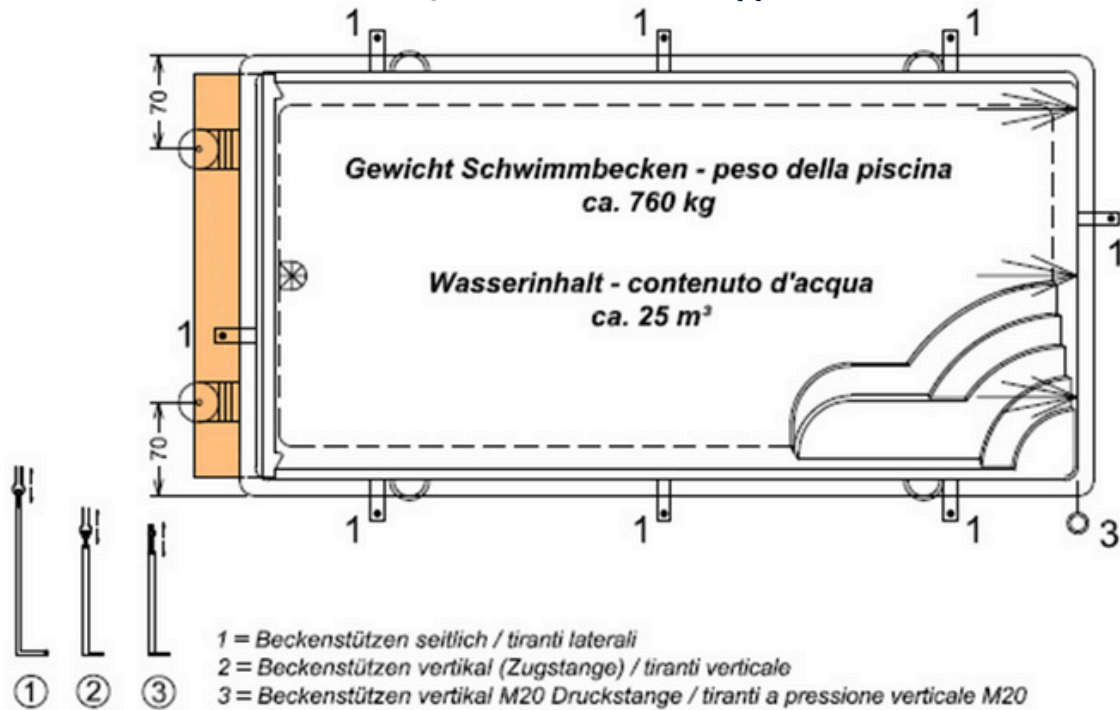 1 1 1
70
Gewicht Schwimmbecken - peso della piscina
ca. 760 kg
1
Wasserinhalt - contenuto d'acqua
ca. 25 m³
1
70
1 1 1
3
1 = Beckenstützen seitlich / tiranti laterali
2 = Beckenstützen vertikal (Zugstange) / tiranti verticale
3 = Beckenstützen vertikal M20 Druckstange / tiranti a pressione verticale M20
1 2 3